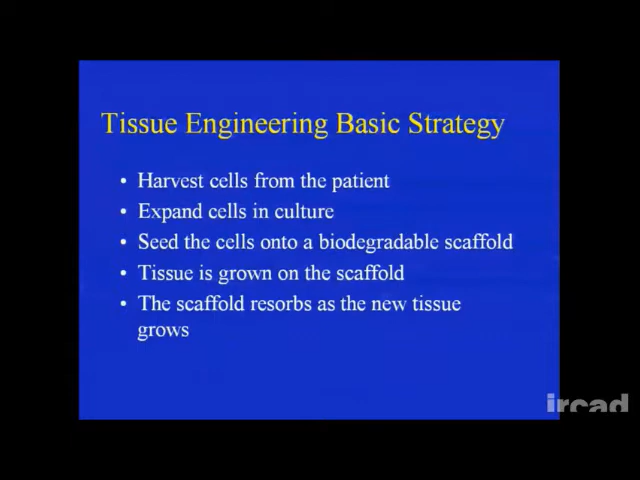 Tissue Engineering Basic Strategy
• Harvest cells from the patient
• Expand cells in culture
• Seed the cells onto a biodegradable scaffold
• Tissue is grown on the scaffold
• The scaffold resorbs as the new tissue
grows
ircad